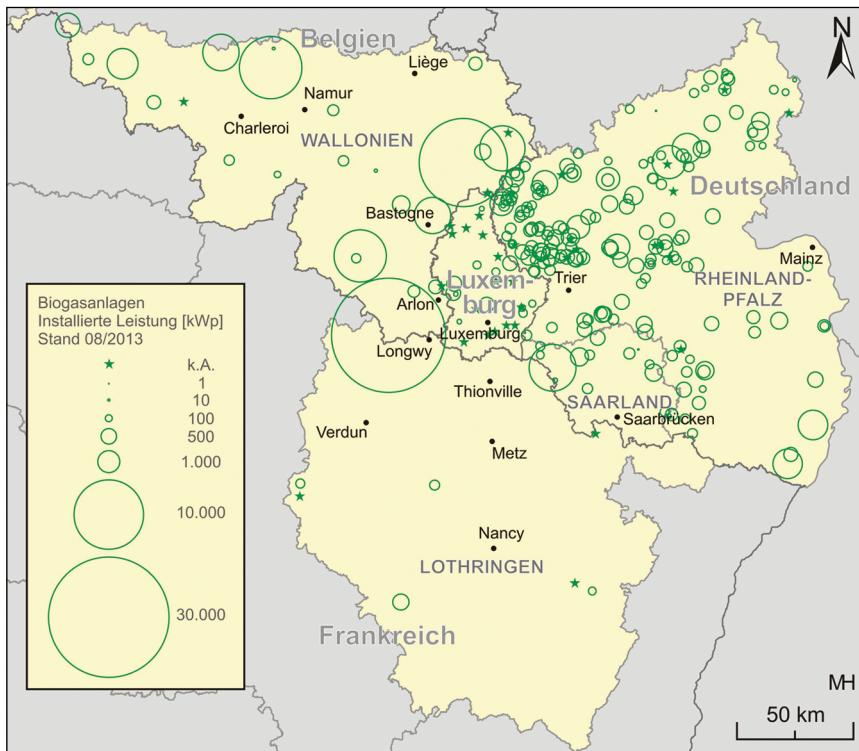 Belgien
N
Liège
Namur
Charleroi
WALLONIEN
Deutschland
Bastogne
Mainz
Luxem-
burg
Trier
RHEINLAND-
PFALZ
Arlon
Luxemburg
Longwy
Thionville
SAARLAND
Saarbrücken
Verdun
Metz
Nancy
LOTHRINGEN
Frankreich
Biogasanlagen
Installierte Leistung [kWp]
Stand 08/2013
k.A.
1
10
100
500
1.000
10.000
30.000
MH
50 km